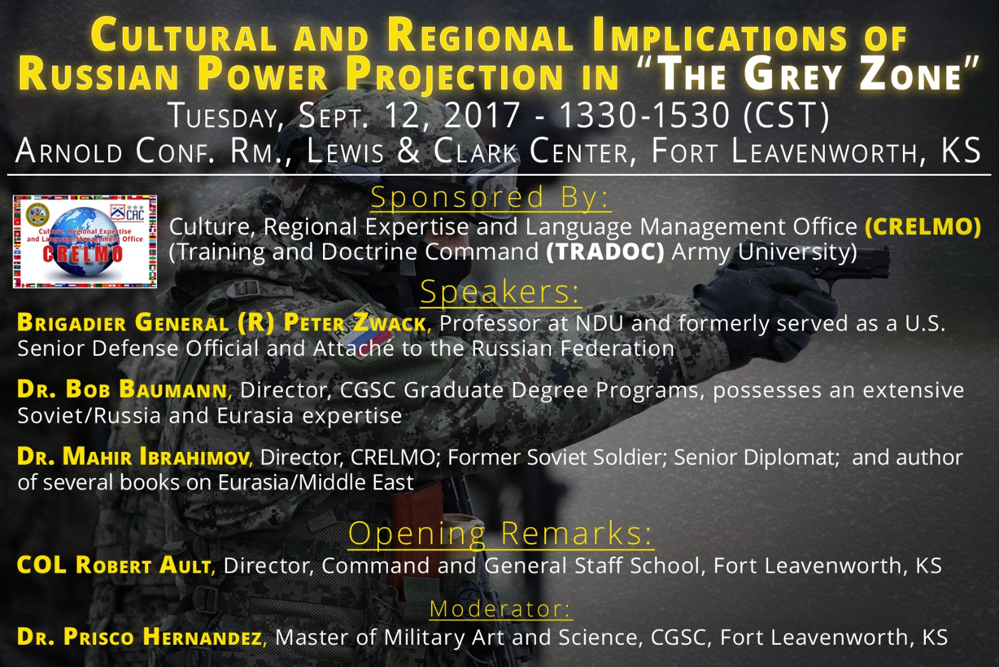 Cultural and Regional Implications of
Russian Power Projection in “The Grey Zone”
Tuesday, Sept. 12, 2017 - 1330-1530 (CST)
Arnold Conf. Rm., Lewis & Clark Center, Fort Leavenworth, KS
Sponsored By:
CAC
Culture, Regional Expertise
and Language Management Office
CRELMO
Culture, Regional Expertise and Language Management Office (CRELMO)
(Training and Doctrine Command (TRADOC) Army University)
Speakers:
Brigadier General (R) Peter Zwack, Professor at NDU and formerly served as a U.S.
Senior Defense Official and Attaché to the Russian Federation
Dr. Bob Baumann, Director, CGSC Graduate Degree Programs, possesses an extensive
Soviet/Russia and Eurasia expertise
Dr. Mahir Ibrahimov, Director, CRELMO; Former Soviet Soldier; Senior Diplomat;  and author
of several books on Eurasia/Middle East
Opening Remarks:
COL Robert Ault, Director, Command and General Staff School, Fort Leavenworth, KS
Moderator:
Dr. Prisco Hernandez, Master of Military Art and Science, CGSC, Fort Leavenworth, KS